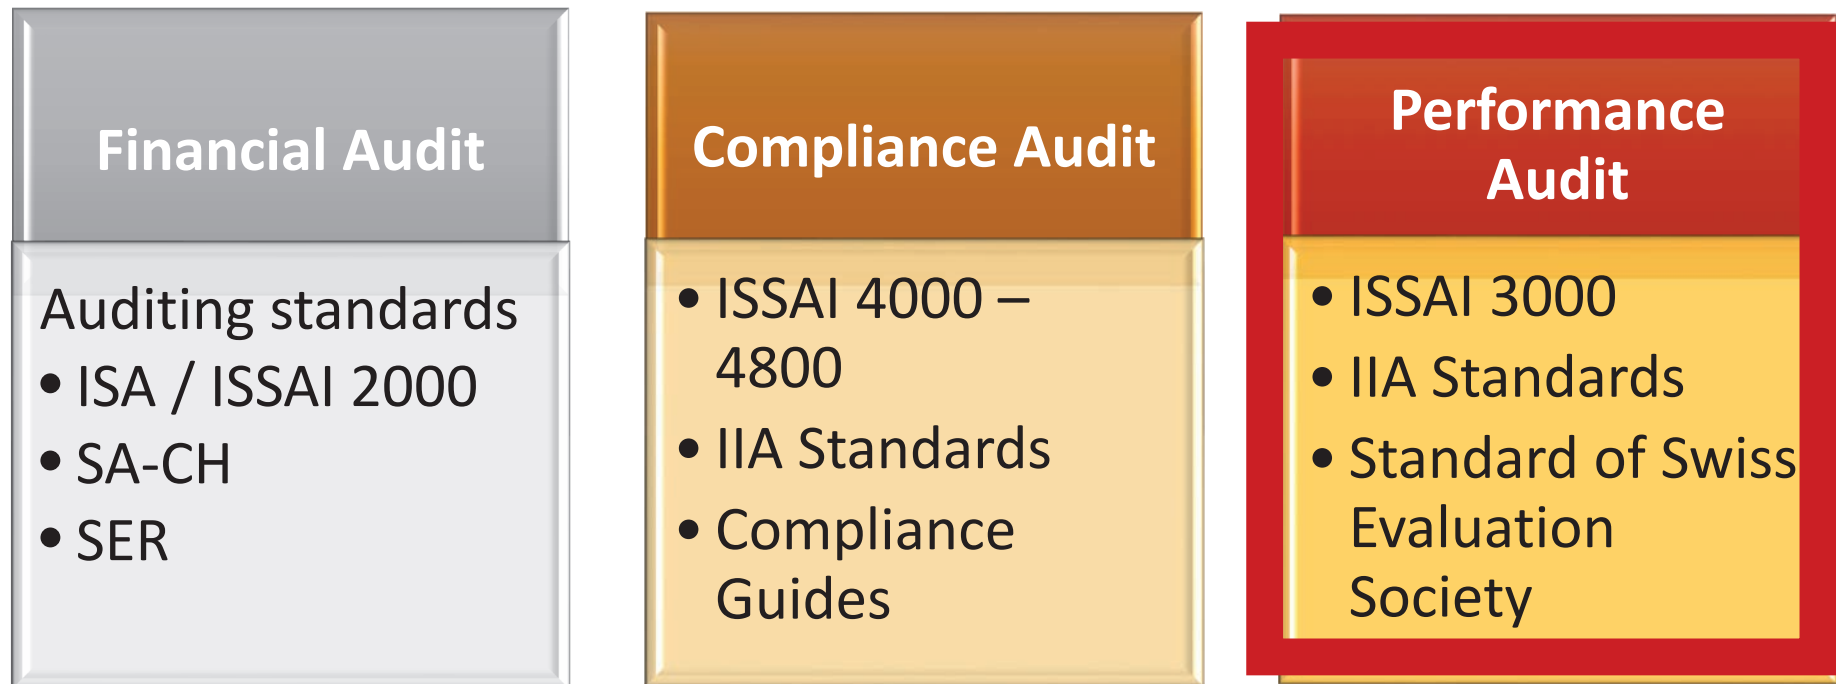 Financial Audit
Auditing standards
• ISA / ISSAI 2000
• SA-CH
• SER
Compliance Audit
• ISSAI 4000 –
4800
• IIA Standards
• Compliance
Guides
Performance
Audit
• ISSAI 3000
• IIA Standards
• Standard of Swiss
Evaluation
Society